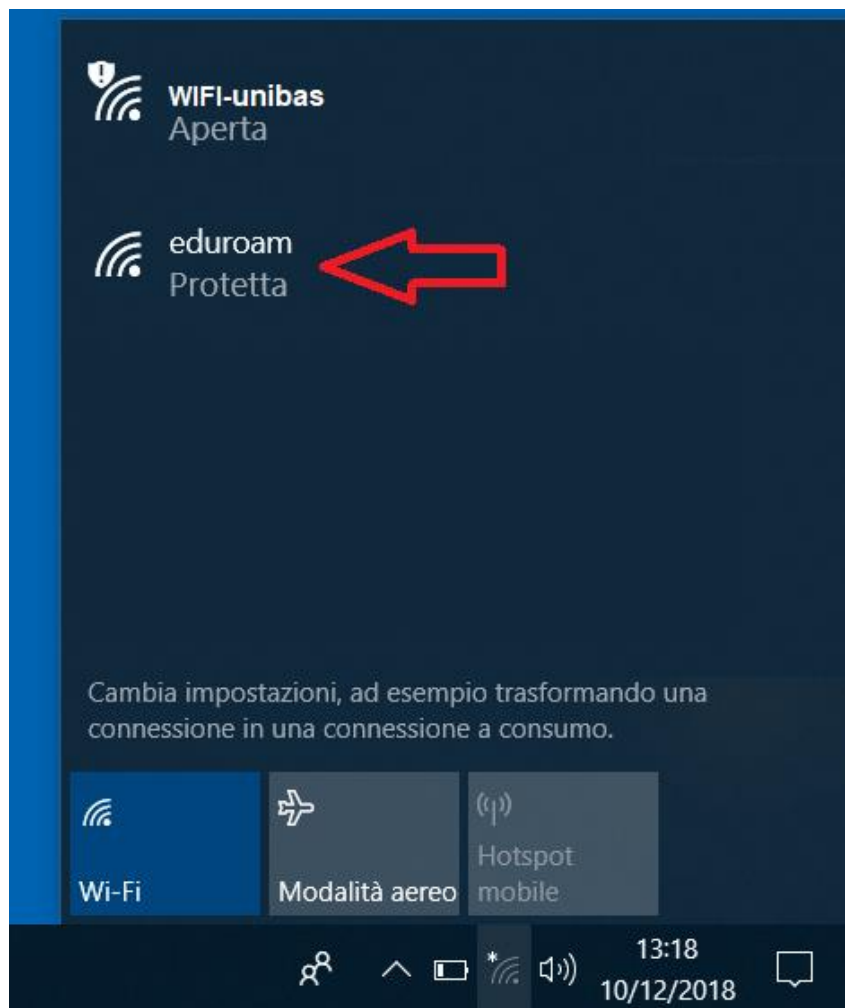 WIFI-unibas
Aperta
eduroam
Protetta
Cambia impostazioni, ad esempio trasformando una
connessione in una connessione a consumo.
Wi-Fi
Modalità aereo
Hotspot
mobile
13:18
10/12/2018